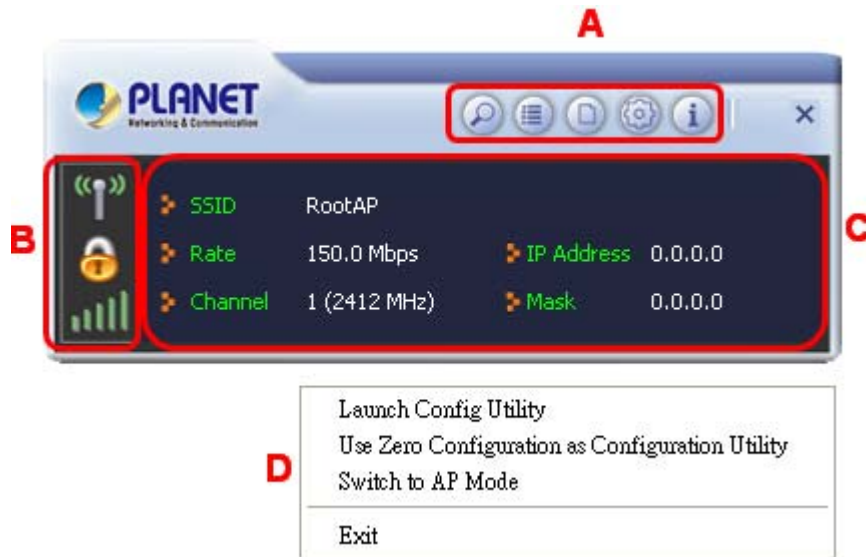 A
PLANET
Networking & Communication
B
C
SSID RootAP
Rate 150.0 Mbps IP Address 0.0.0.0
Channel 1 (2412 MHz) Mask 0.0.0.0
D
Launch Config Utility
Use Zero Configuration as Configuration Utility
Switch to AP Mode
Exit